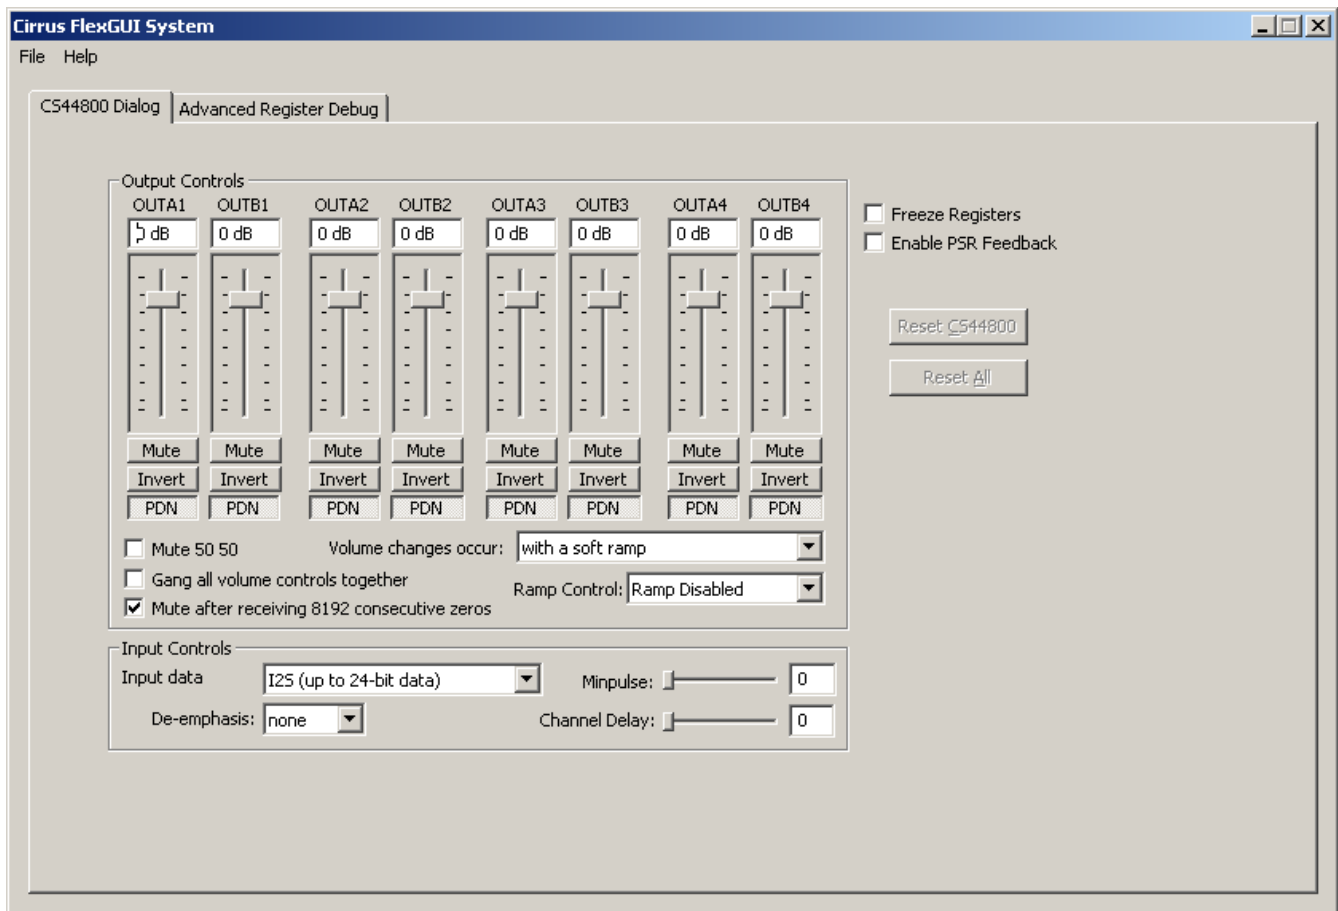 Cirrus FlexGUI System
File Help
CS44800 Dialog Advanced Register Debug
Output Controls
OUTA1 OUTB1 OUTA2 OUTB2 OUTA3 OUTB3 OUTA4 OUTB4
dB 0 dB 0 dB 0 dB 0 dB 0 dB 0 dB 0 dB
Freeze Registers
Enable PSR Feedback
Reset CS44800
Reset All
Mute Mute Mute Mute Mute Mute Mute Mute
Invert Invert Invert Invert Invert Invert Invert Invert
PDN PDN PDN PDN PDN PDN PDN PDN
Mute 50 50 Volume changes occur: with a soft ramp
Gang all volume controls together
Ramp Control: Ramp Disabled
Mute after receiving 8192 consecutive zeros
Input Controls
Input data I2S (up to 24-bit data) Minpulse: 0
De-emphasis: none Channel Delay: 0